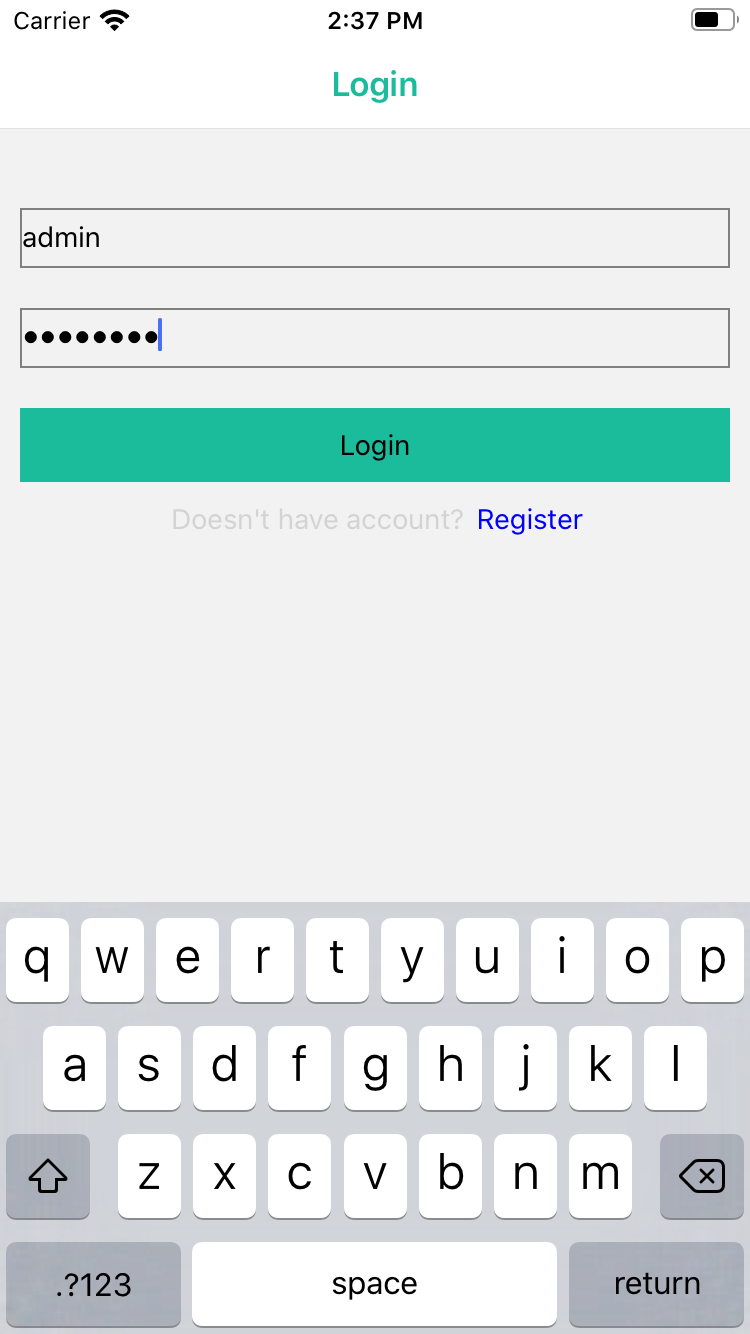 Carrier 2:37 PM
Login
admin
••••••••
Login
Doesn't have account? Register
q w e r t y u i o p
a s d f g h j k l
z x c v b n m
.?123 space return